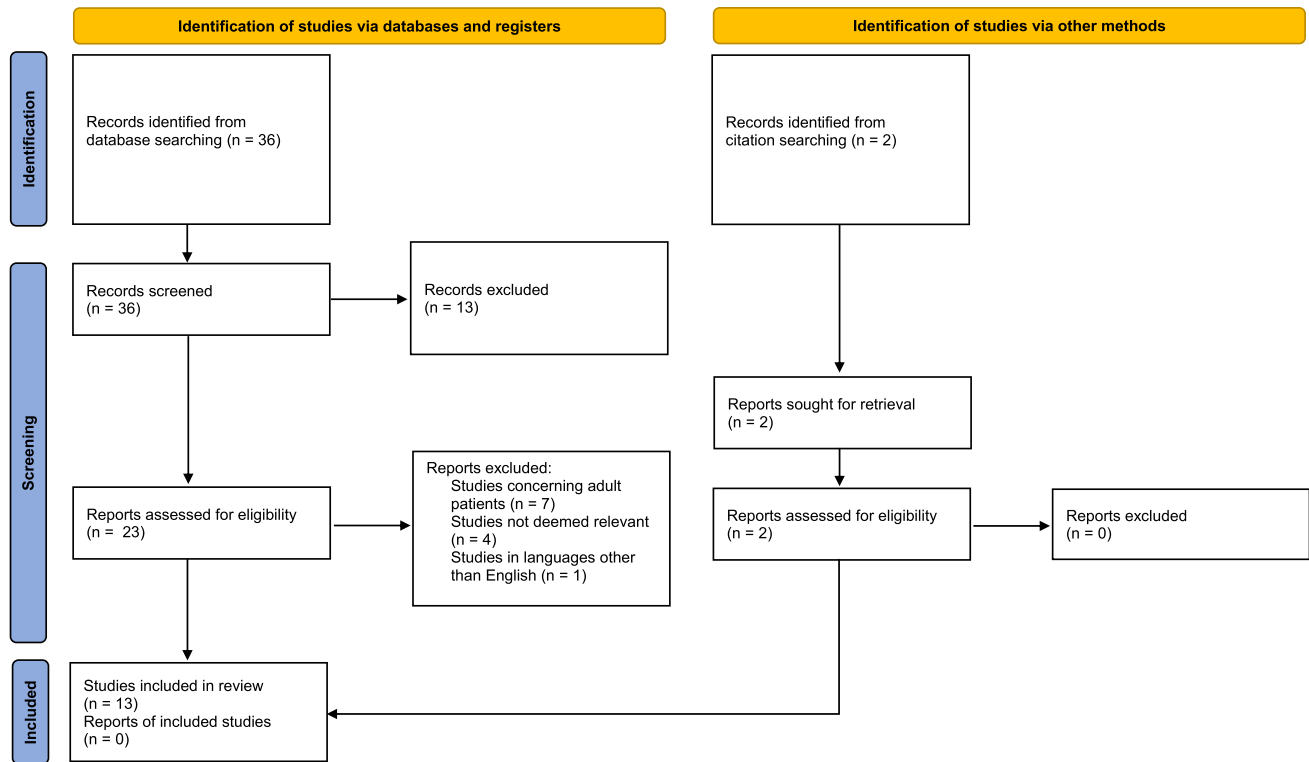 Identification of studies via databases and registers
Identification of studies via other methods
Identification
Records identified from
database searching (n = 36)
Records identified from
citation searching (n = 2)
Screening
Records screened
(n = 36)
Records excluded
(n = 13)
Reports sought for retrieval
(n = 2)
Reports assessed for eligibility
(n =  23)
Reports excluded:
Studies concerning adult
patients (n = 7)
Studies not deemed relevant
(n = 4)
Studies in languages other
than English (n = 1)
Reports assessed for eligibility
(n = 2)
Reports excluded
(n = 0)
Included
Studies included in review
(n = 13)
Reports of included studies
(n = 0)